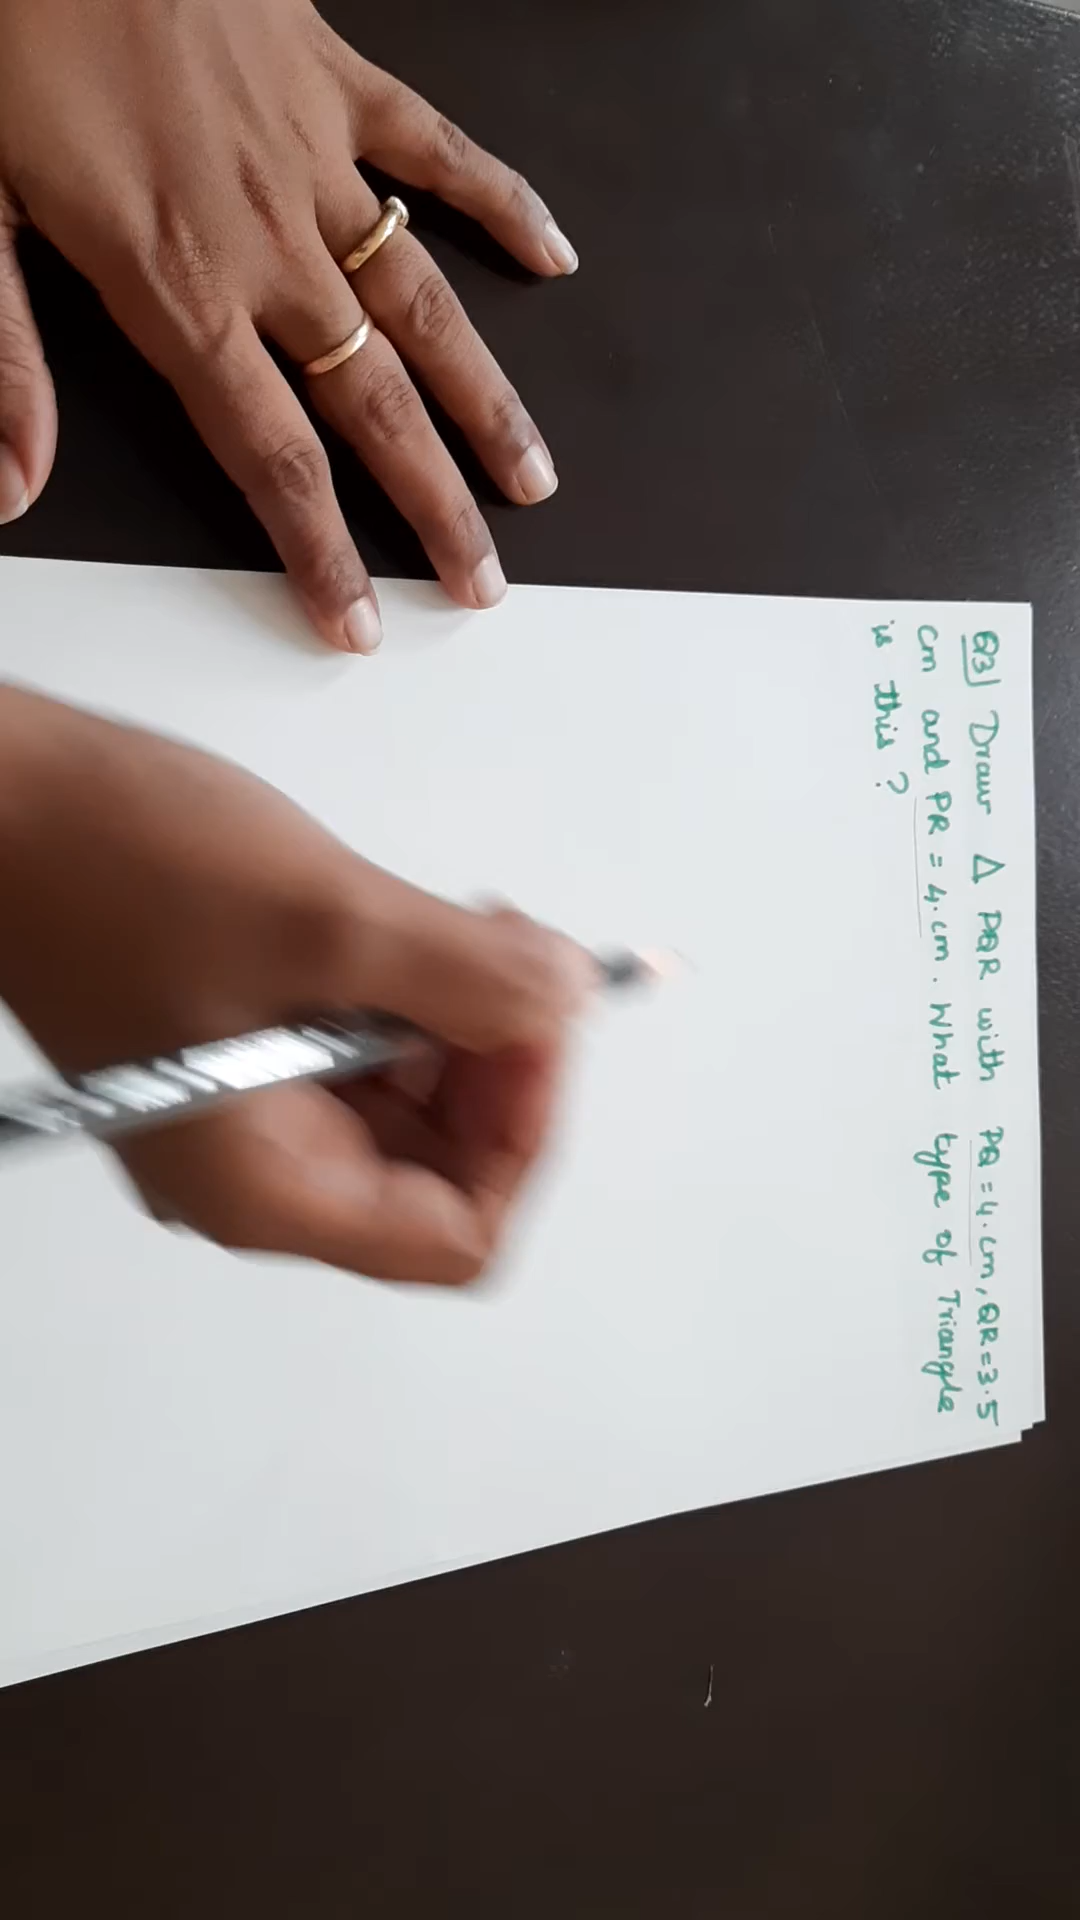 Q3) Draw Δ PQR with PQ = 4.cm, QR = 3.5
cm and PR = 4.cm. What type of Triangle
is this ?